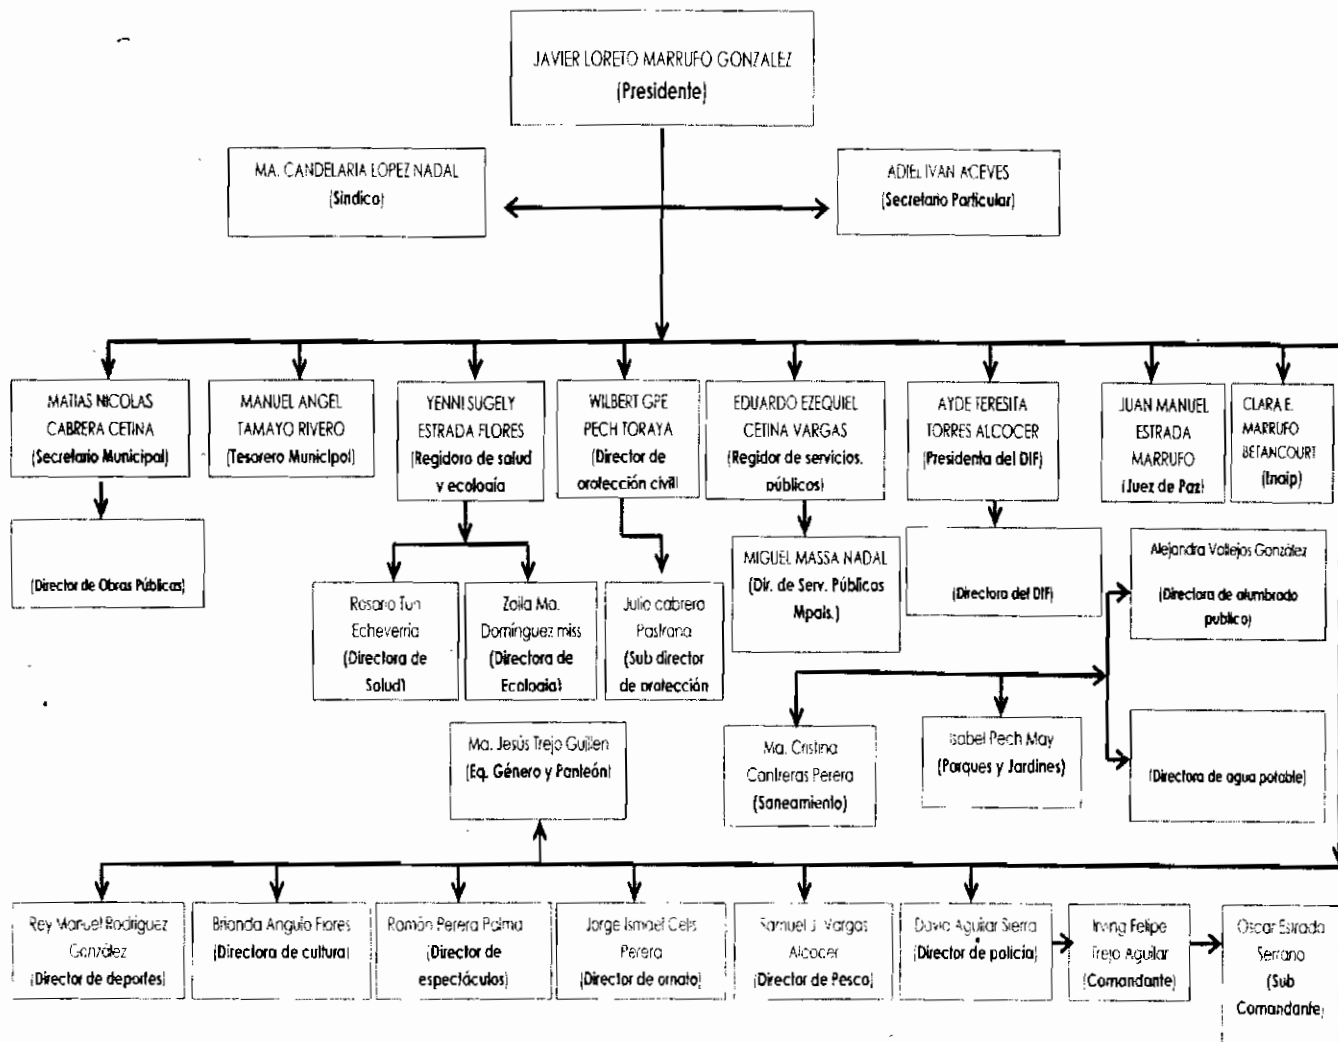 JAVIER LORETO MARRUFO GONZALEZ
(Presidente)
MA. CANDELARIA LOPEZ NADAL
(Sindico)
ADIEL IVAN ACEVES
(Secretario Particular)
MATIAS NICOLAS
CABRERA CETINA
(Secretario Municipal)
MANUEL ANGEL
TAMAYO RIVERO
(Tesorero Municipal)
YENNI SUGELY
ESTRADA FLORES
(Regidora de salud
y ecología)
WILBERT GPE
PECH TORAYA
(Director de
protección civil)
EDUARDO EZEQUIEL
CETINA VARGAS
(Regidor de servicios.
públicos)
AYDE TERESITA
TORRES ALCOCER
(Presidenta del DIF)
JUAN MANUEL
ESTRADA
MARRUFO
(Juez de Paz)
CLARA E.
MARRUFO
BETANCOURT
(Inaip)
(Director de Obras Públicas)
Rosario Tun
Echeverria
(Directora de
Salud)
Zoila Ma.
Domínguez miss
(Directora de
Ecología)
Julio cabrera
Pastrana
(Sub director
de protección
MIGUEL MASSA NADAL
(Dir. de Serv. Públicos
Mpais.)
(Directora del DIF)
Alejandra Vallejos González
(Directora de alumbrado
publico)
Ma. Jesús Trejo Guillen
(Eq. Género y Panteón)
Ma. Cristina
Contreras Perera
(Saneamiento)
Isabel Pech May
(Parques y Jardines)
(Directora de agua potable)
Rey Manuel Rodriguez
González
(Director de deportes)
Brianda Angulo Flores
(Directora de cultura)
Ramón Perera Palma
(Director de
espectáculos)
Jorge Ismael Celis
Perera
(Director de ornato)
Samuel J. Vargas
Alcocer
(Director de Pesca)
David Aguilar Sierra
(Director de policia)
Irving Felipe
Trejo Aguilar
(Comandante)
Oscar Estrada
Serrano
(Sub
Comandante)